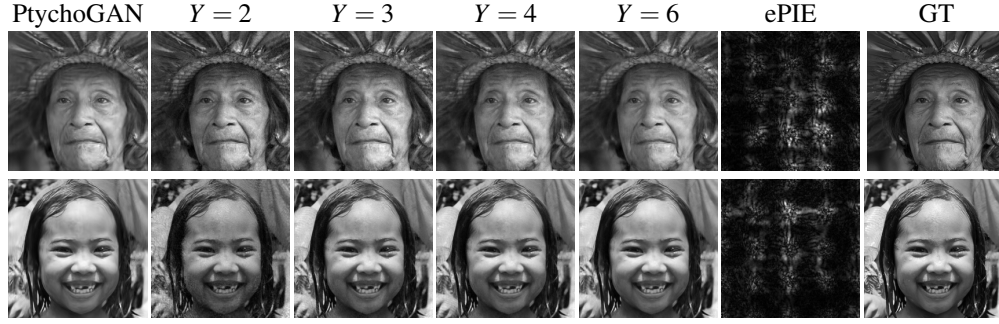 PtychoGAN Y = 2 Y = 3 Y = 4 Y = 6 ePIE GT